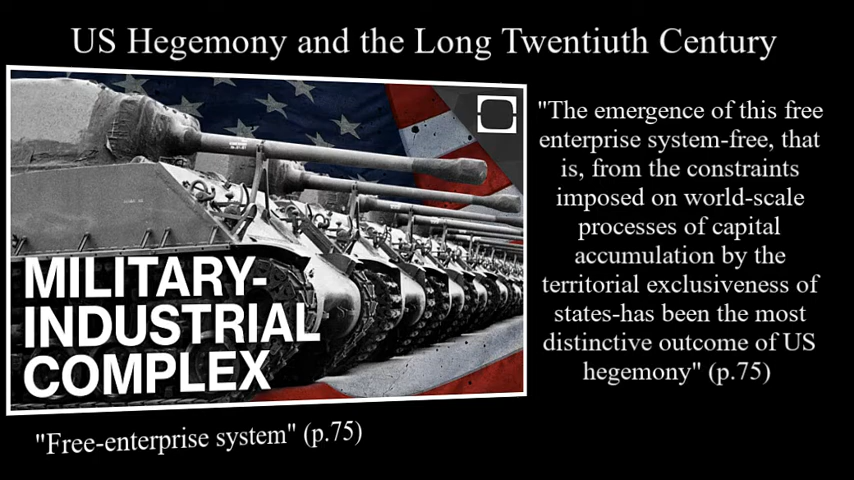 US Hegemony and the Long Twentiuth Century
"The emergence of this free
enterprise system-free, that
is, from the constraints
imposed on world-scale
processes of capital
accumulation by the
territorial exclusiveness of
states-has been the most
distinctive outcome of US
hegemony" (p.75)
MILITARY-
INDUSTRIAL
COMPLEX
"Free-enterprise system" (p.75)